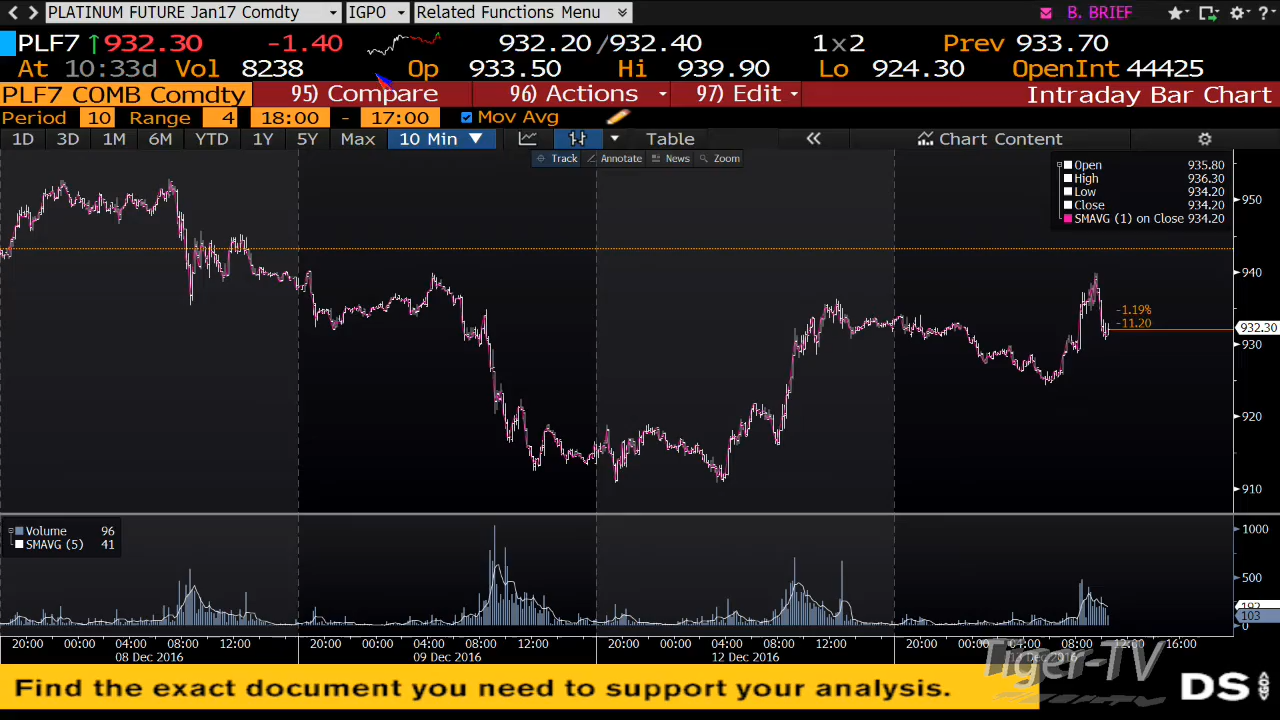 PLATINUM FUTURE Jan17 Comdty IGPO Related Functions Menu B. BRIEF
PLF7 ↑932.30 -1.40 932.20 /932.40 1x2 Prev 933.70
At 10:33d Vol 8238 Op 933.50 Hi 939.90 Lo 924.30 OpenInt 44425
PLF7 COMB Comdty 95) Compare 96) Actions 97) Edit Intraday Bar Chart
Period 10 Range 4 18:00 - 17:00 Mov Avg
1D 3D 1M 6M YTD 1Y 5Y Max 10 Min ▼ Table « Chart Content
Track Annotate News Zoom
Open 935.80
High 936.30
Low 934.20
Close 934.20
SMAVG (1) on Close 934.20
950
940
-1.19%
-11.20
932.30
930
920
910
Volume 96
SMAVG (5) 41
1000
500
103
0
20:00 00:00 04:00 08:00 12:00 20:00 00:00 04:00 08:00 12:00 20:00 00:00 04:00 08:00 12:00 20:00 00:00 04:00 08:00 12:00 16:00
08 Dec 2016 09 Dec 2016 12 Dec 2016 13 Dec 2016
Tiger-TV
Find the exact document you need to support your analysis.
DS
GO